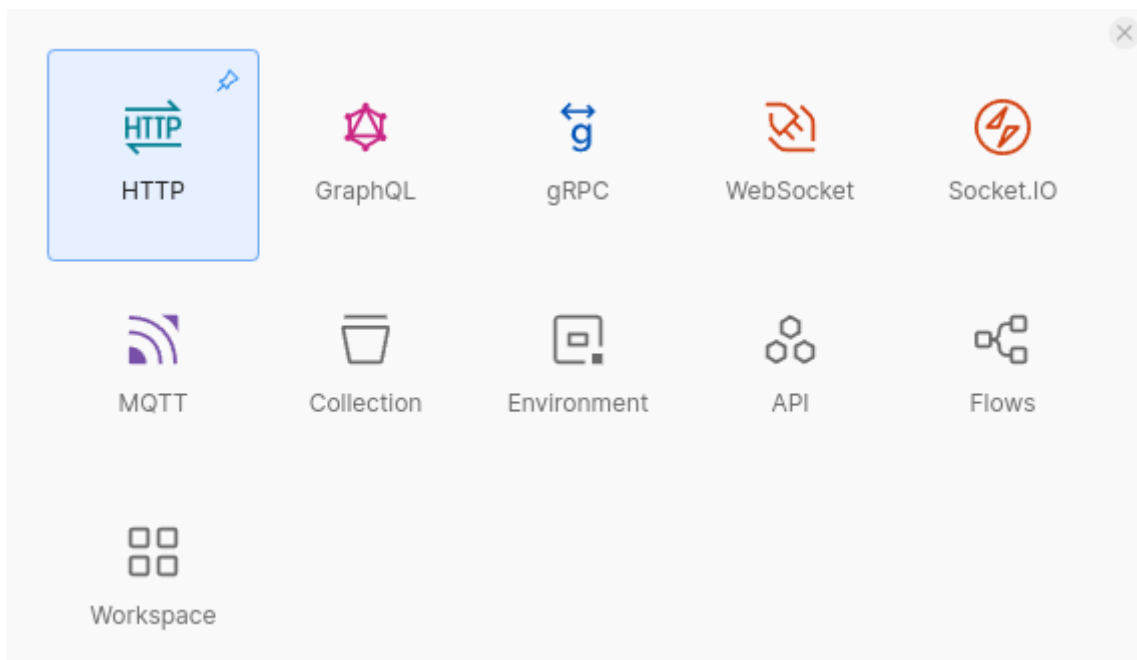 HTTP
HTTP GraphQL gRPC WebSocket Socket.IO
MQTT Collection Environment API Flows
Workspace